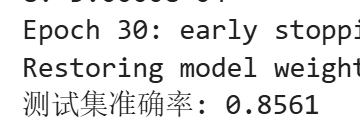 Epoch 30: early stoppi
Restoring model weight
测试集准确率: 0.8561